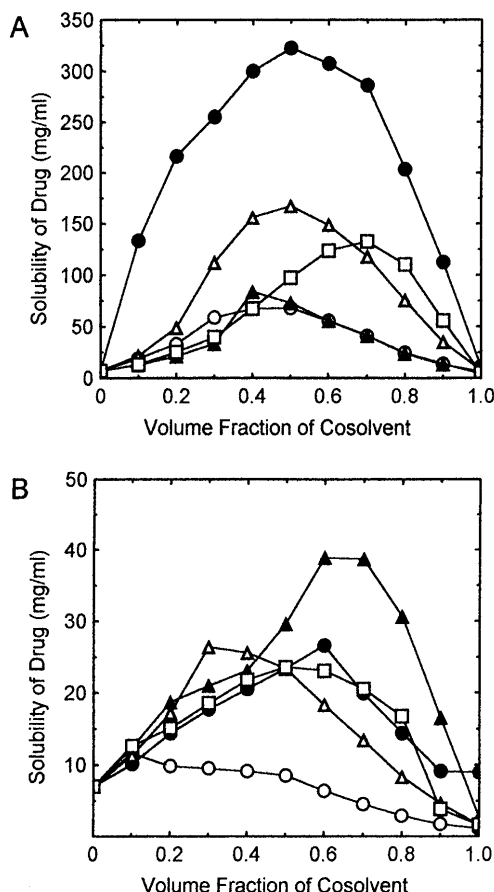 A
350
300
250
200
150
100
50
0
Solubility of Drug (mg/ml)
0 0.2 0.4 0.6 0.8 1.0
Volume Fraction of Cosolvent
B
50
40
30
20
10
Solubility of Drug (mg/ml)
0 0.2 0.4 0.6 0.8 1.0
Volume Fraction of Cosolvent